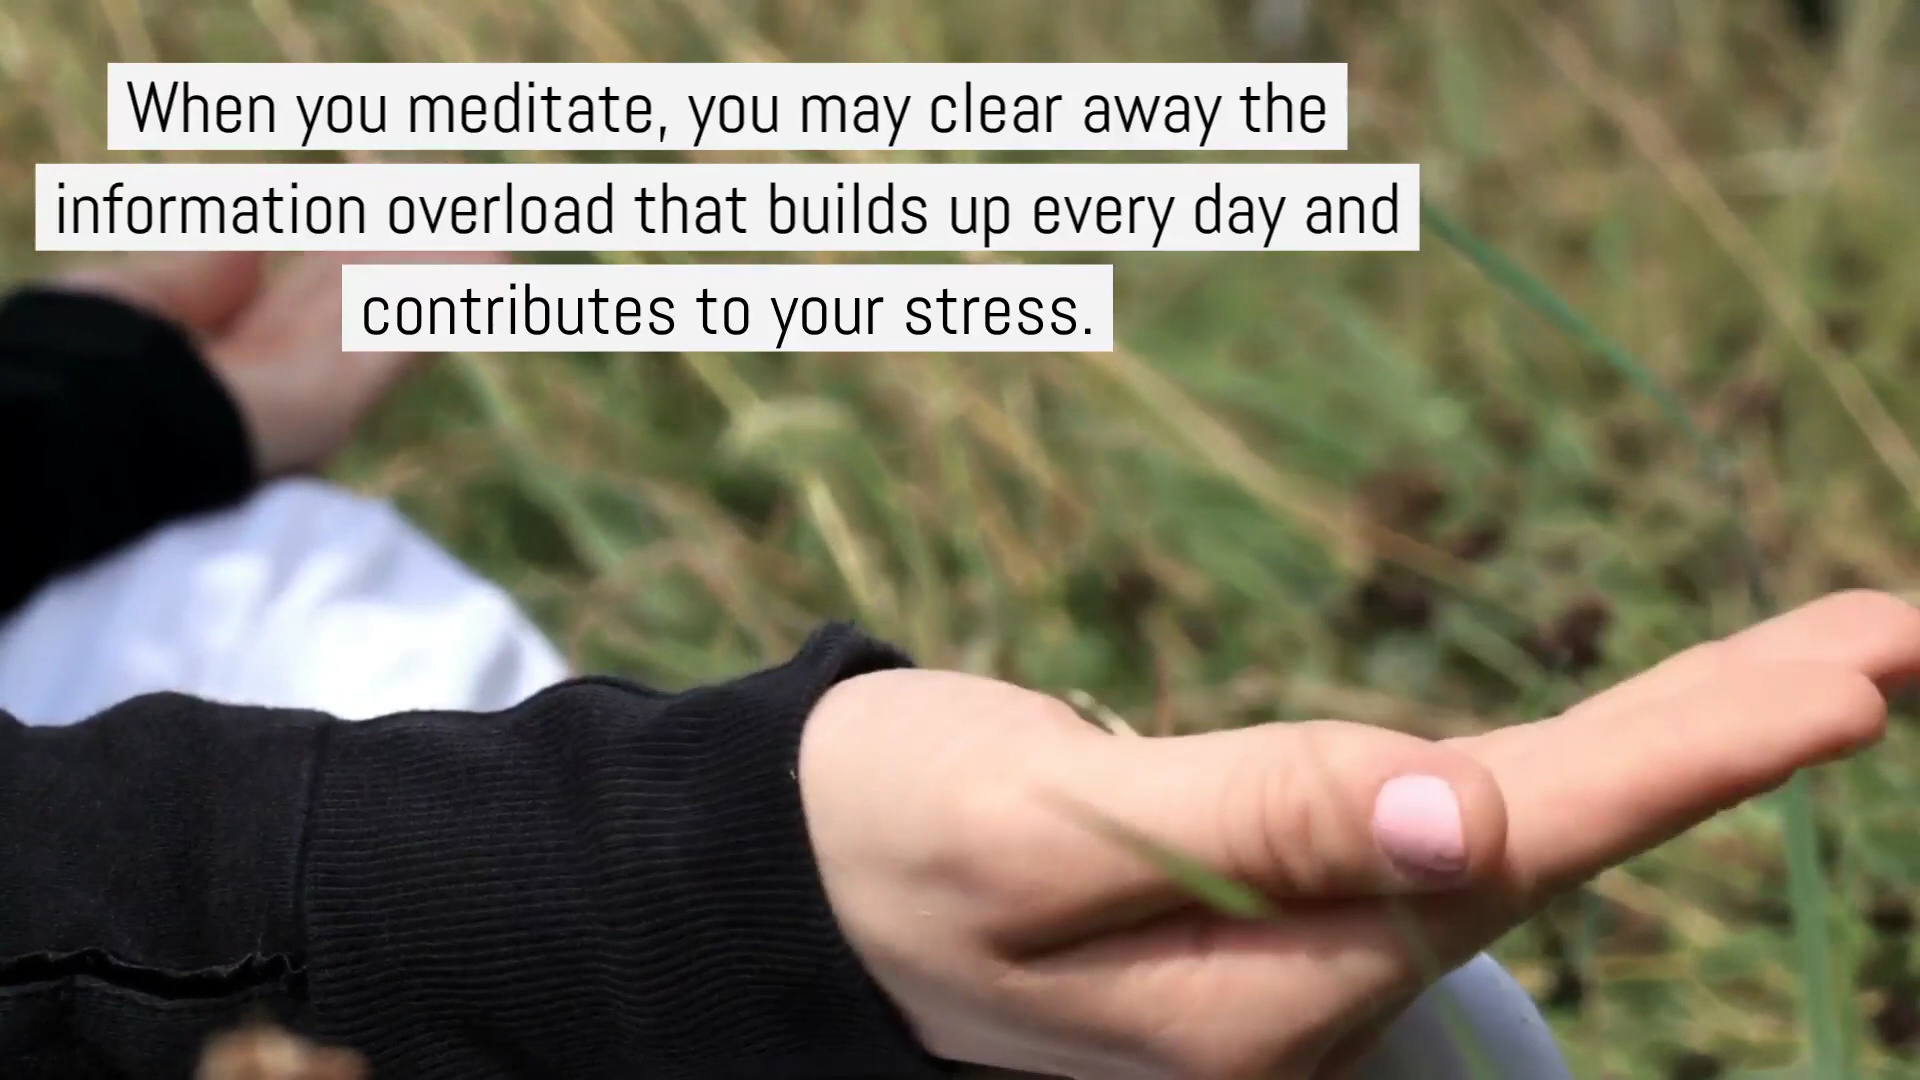 When you meditate, you may clear away the
information overload that builds up every day and
contributes to your stress.